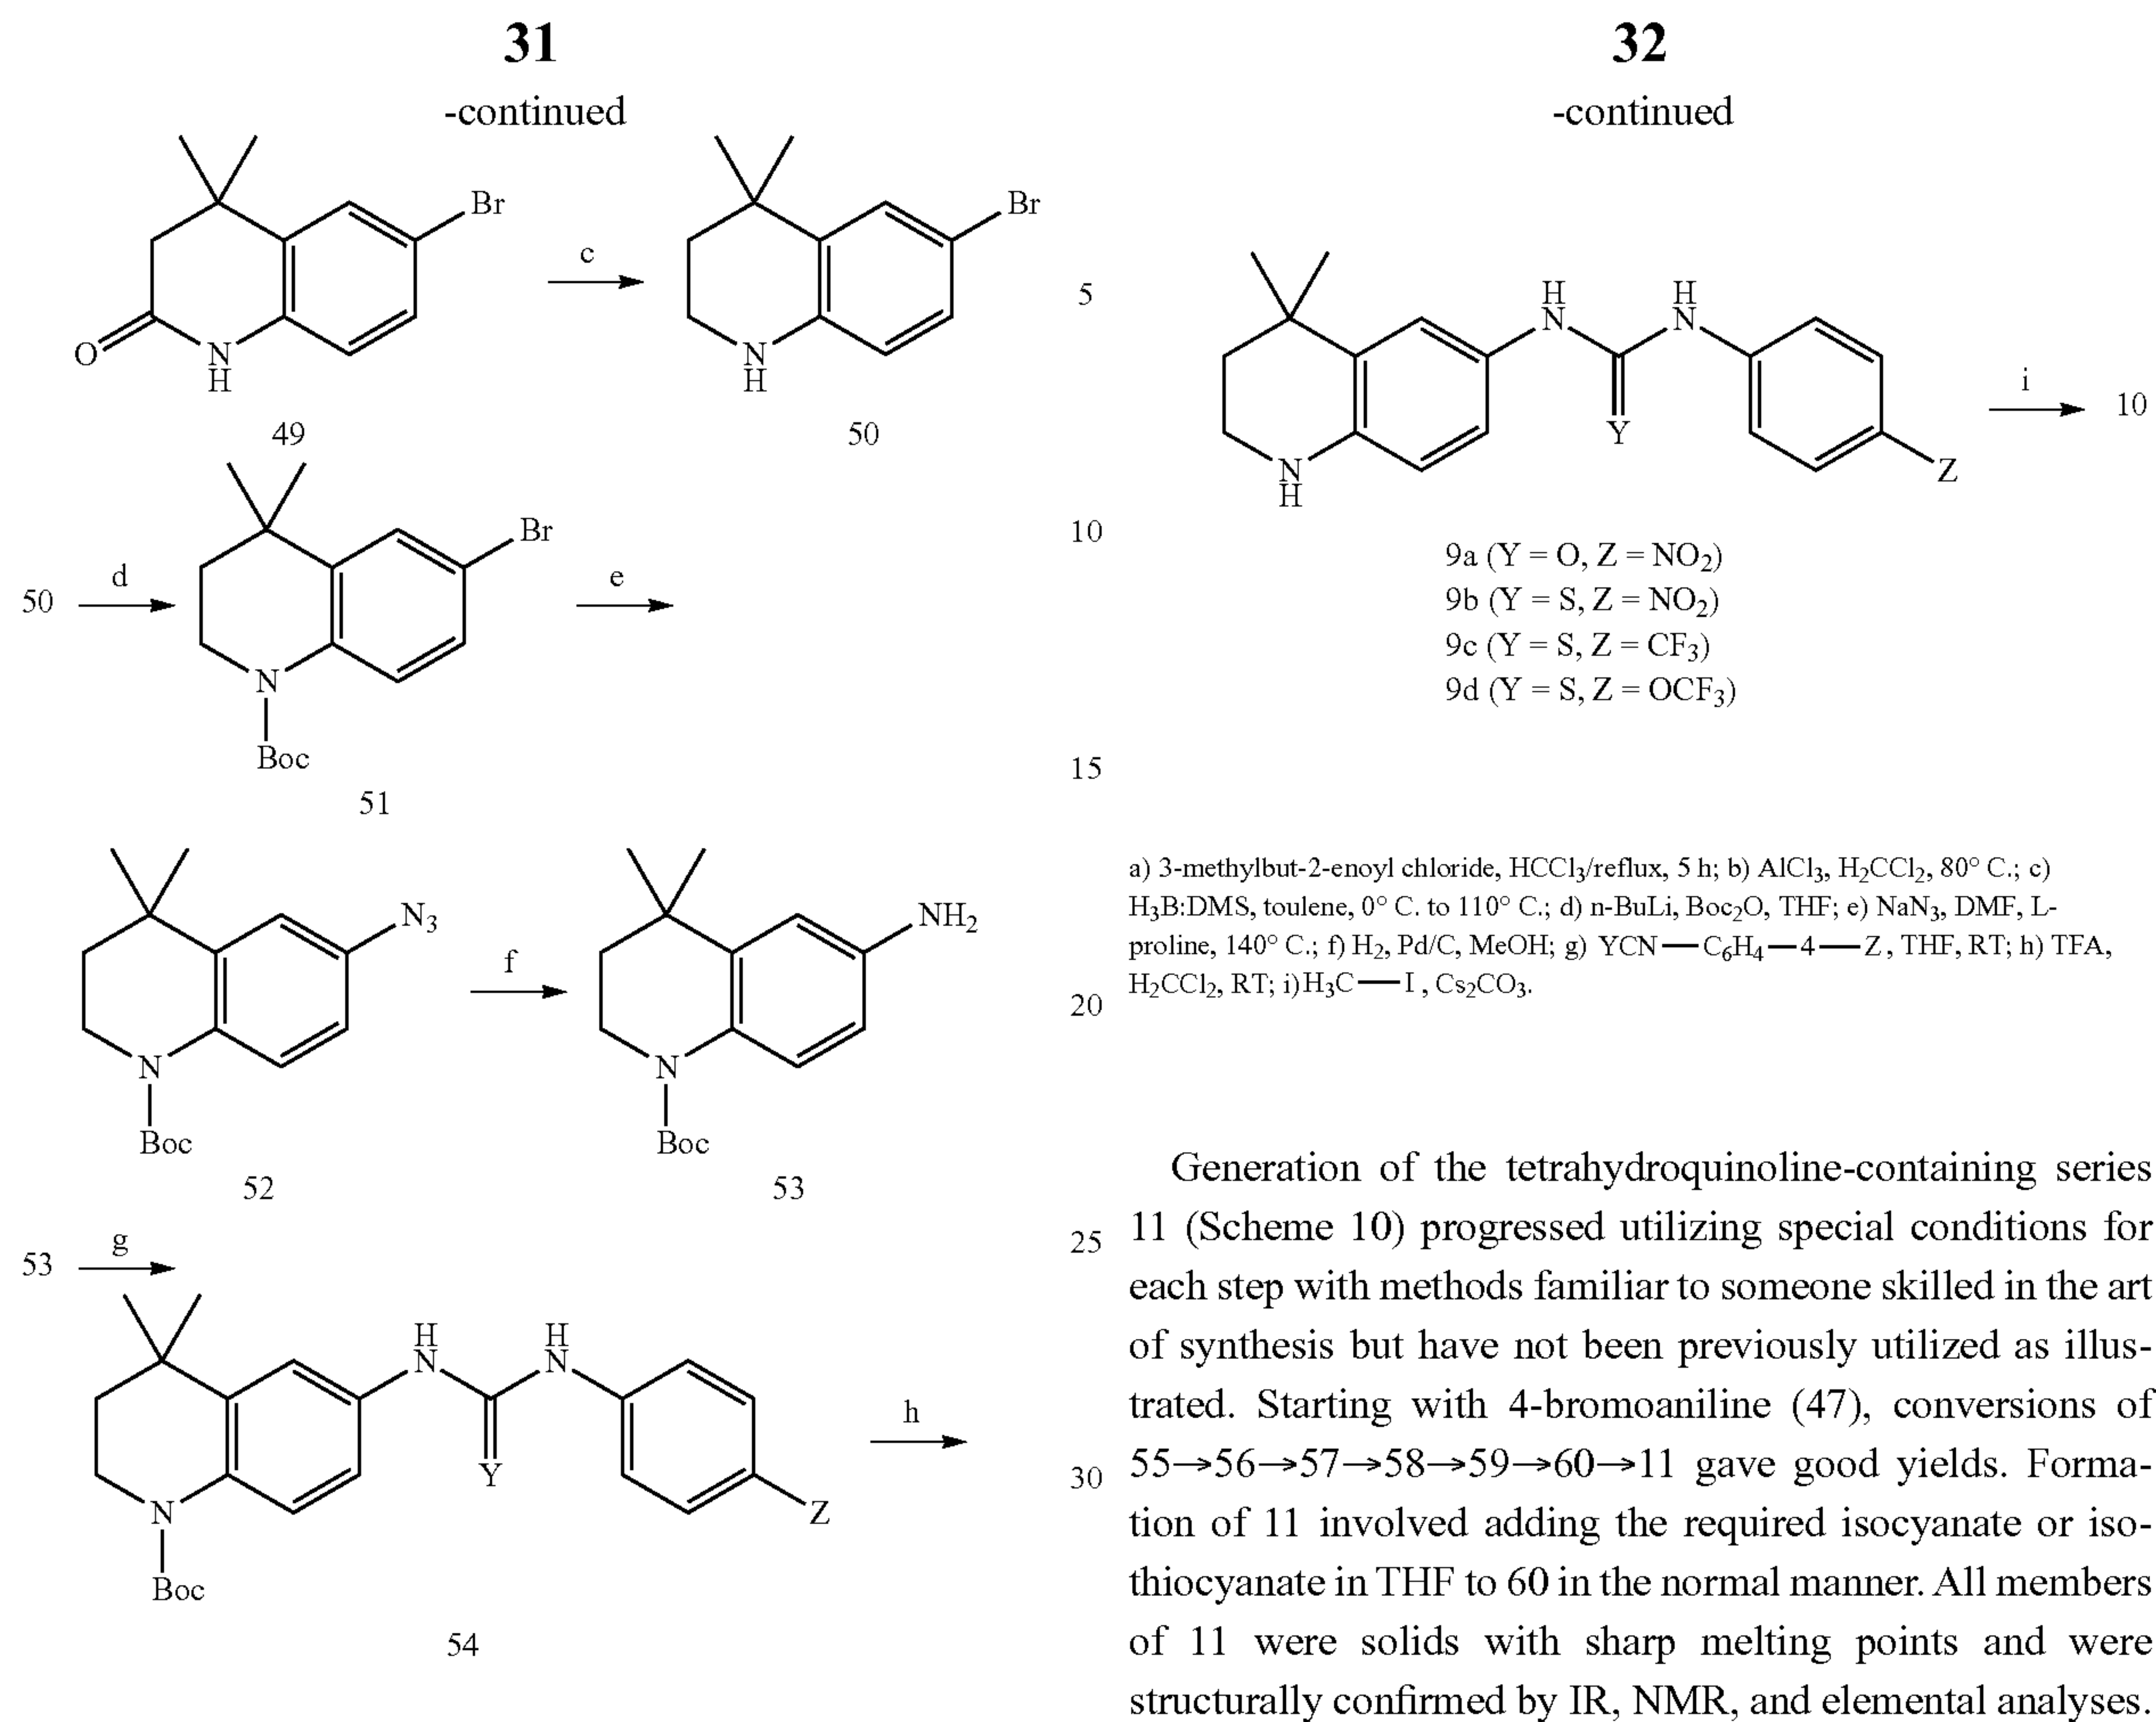 31
-continued
Br
c
Br
O
N
H
N
H
49
50
50
d
Br
e
N
Boc
51
N₃
f
NH₂
N
Boc
N
Boc
52
53
53
g
H
N
H
N
h
Y
N
Z
Boc
54
32
-continued
5
H
N
H
N
i
10
Y
N
H
Z
10
9a (Y = O, Z = NO₂)
9b (Y = S, Z = NO₂)
9c (Y = S, Z = CF₃)
9d (Y = S, Z = OCF₃)
15
a) 3-methylbut-2-enoyl chloride, HCCl₃/reflux, 5 h; b) AlCl₃, H₂CCl₂, 80° C.; c)
H₃B:DMS, toulene, 0° C. to 110° C.; d) n-BuLi, Boc₂O, THF; e) NaN₃, DMF, L-
proline, 140° C.; f) H₂, Pd/C, MeOH; g) YCN—C₆H₄—4—Z, THF, RT; h) TFA,
H₂CCl₂, RT; i)H₃C—I, Cs₂CO₃.
20
Generation of the tetrahydroquinoline-containing series
25
11 (Scheme 10) progressed utilizing special conditions for
each step with methods familiar to someone skilled in the art
of synthesis but have not been previously utilized as illus-
trated. Starting with 4-bromoaniline (47), conversions of
30
55→56→57→58→59→60→11 gave good yields. Forma-
tion of 11 involved adding the required isocyanate or iso-
thiocyanate in THF to 60 in the normal manner. All members
of 11 were solids with sharp melting points and were
structurally confirmed by IR, NMR, and elemental analyses.